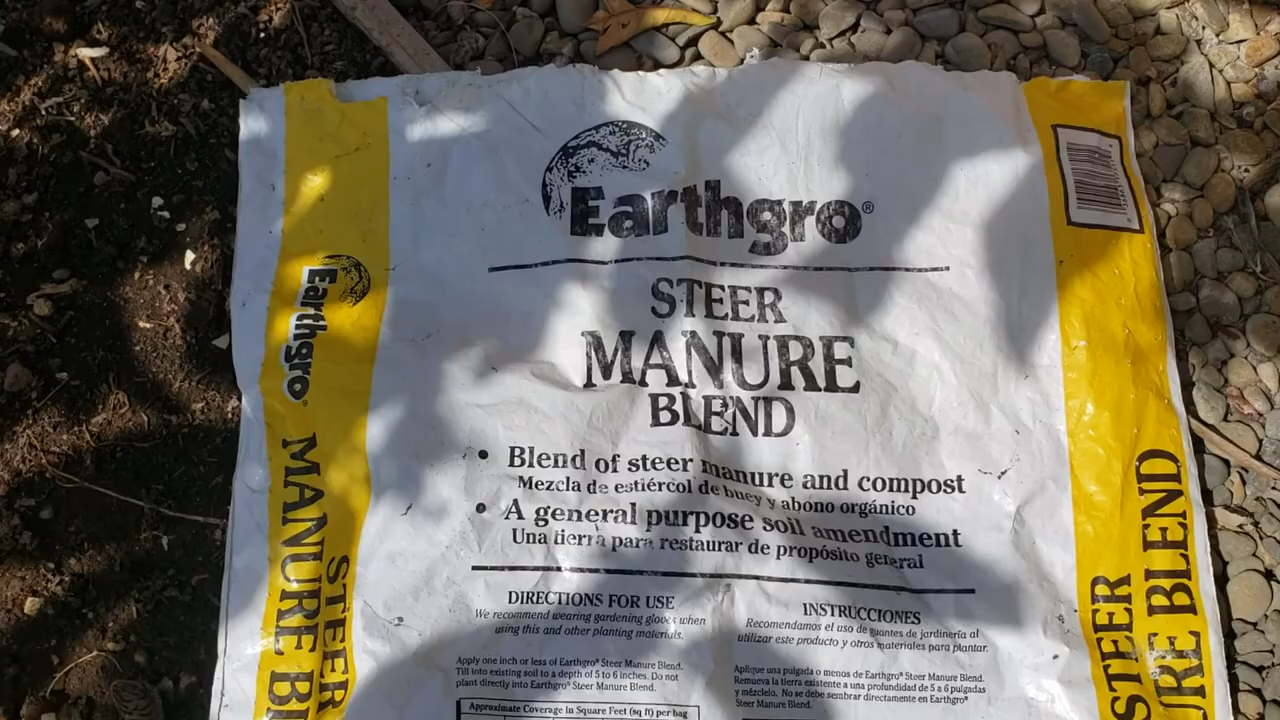 Earthgro®
STEER
MANURE
BLEND
• Blend of steer manure and compost
Mezcla de estiércol de buey y abono orgánico
• A general purpose soil amendment
Una tierra para restaurar de propósito general
DIRECTIONS FOR USE
We recommend wearing gardening gloves when
using this and other planting materials.
Apply one inch or less of Earthgro® Steer Manure Blend.
Till into existing soil to a depth of 5 to 6 inches. Do not
plant directly into Earthgro® Steer Manure Blend.
Approximate Coverage in Square Feet (sq ft) per bag
INSTRUCCIONES
Recomendamos el uso de guantes de jardinería al
utilizar este producto y otros materiales para plantar.
Aplique una pulgada o menos de Earthgro® Steer Manure Blend.
Remueva la tierra existente a una profundidad de 5 a 6 pulgadas
y mézclelo. No se debe sembrar directamente en Earthgro®
Steer Manure Blend.
Earthgro®
STEER
MANURE BL
STEER
URE BLEND